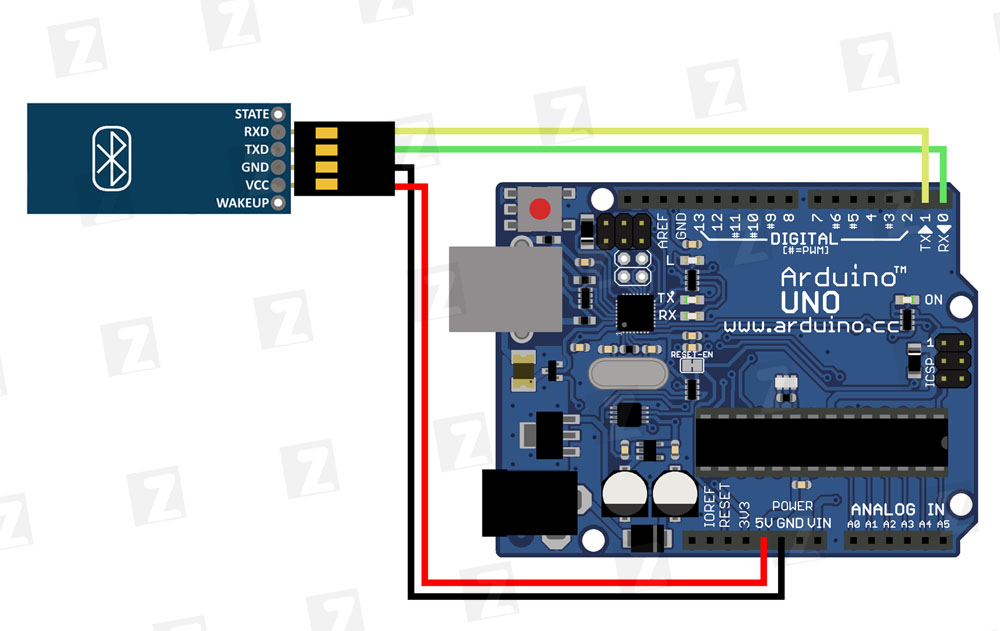 STATE
RXD
TXD
GND
VCC
WAKEUP
AREF
GND
13
12
#11
#10
#9
8
7
#6
#5
4
#3
2
TX▶1
RX◀0
DIGITAL
[#=PWM]
L
TX
RX
Arduino™
UNO
www.arduino.cc
ON
RESET-EN
1
ICSP
IOREF
RESET
3V3
5V
POWER
GND
VIN
ANALOG IN
A0 A1 A2 A3 A4 A5
Z
Z
Z
Z
Z
Z
Z
Z
Z
Z
Z
Z
Z
Z